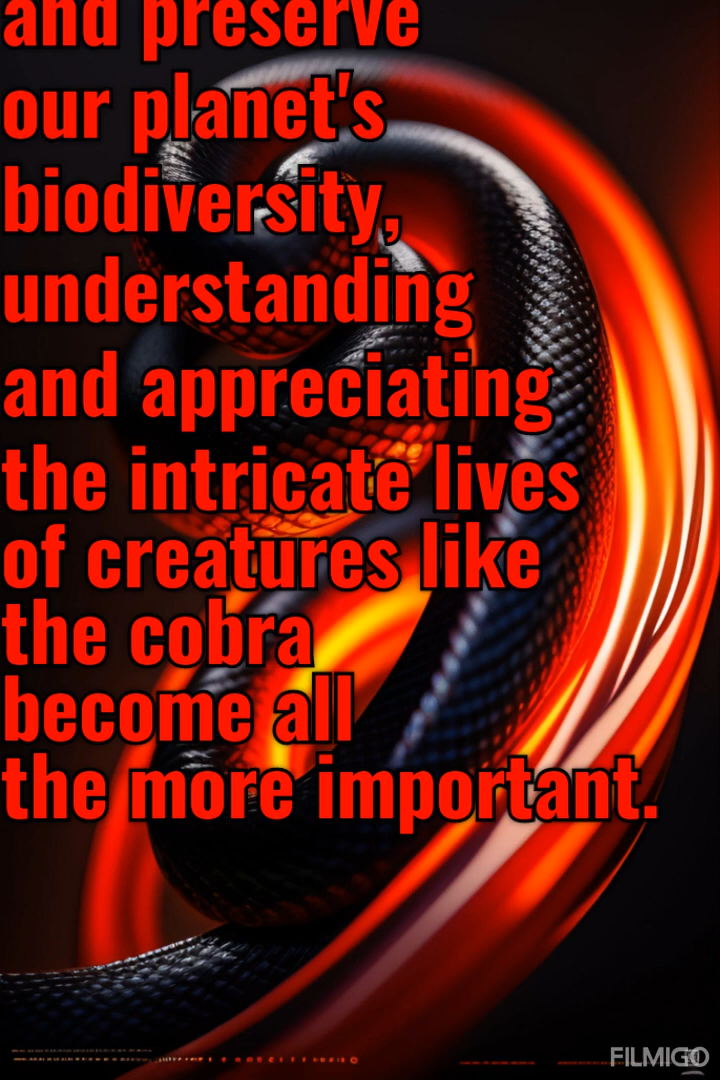 and preserve
our planet's
biodiversity,
understanding
and appreciating
the intricate lives
of creatures like
the cobra
become all
the more important.
FILMIGO